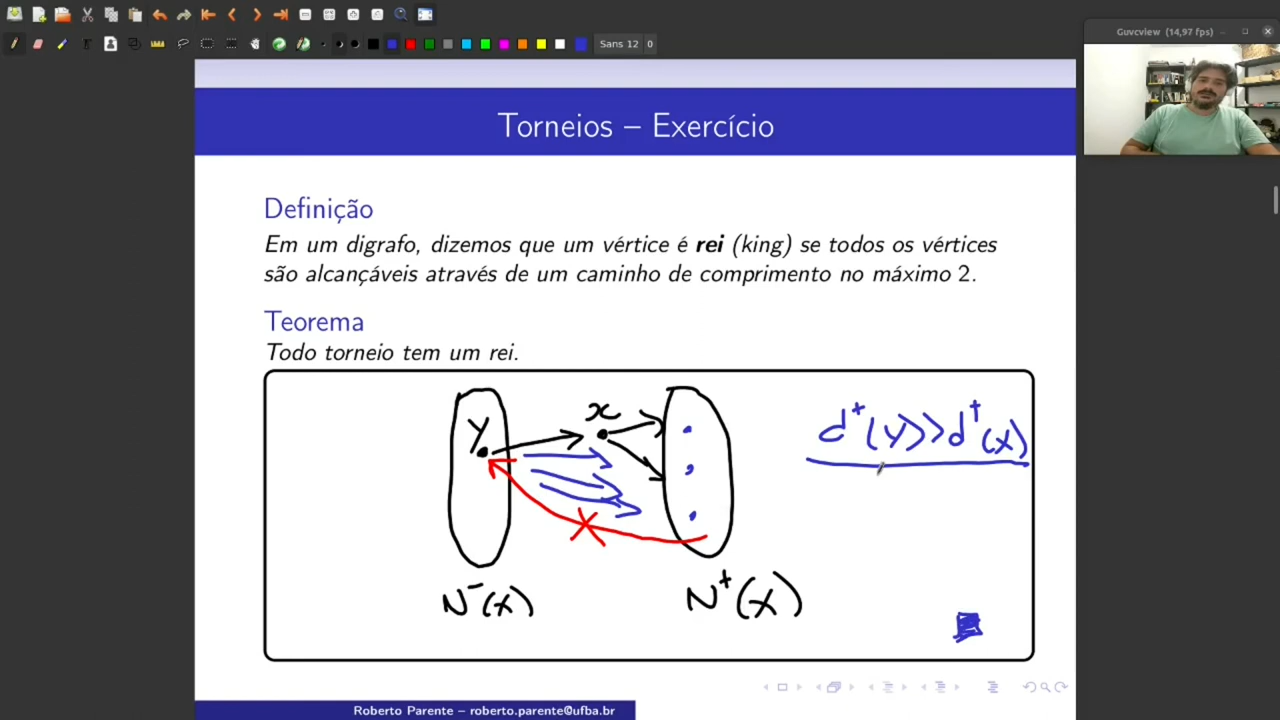 Sans 12 0
Guvcview (14,97 fps)
Torneios – Exercício
Definição
Em um digrafo, dizemos que um vértice é rei (king) se todos os vértices
são alcançáveis através de um caminho de comprimento no máximo 2.
Teorema
Todo torneio tem um rei.
x
y
d⁺(y)>>d⁺(x)
N⁻(x)
N⁺(x)
Roberto Parente – roberto.parente@ufba.br